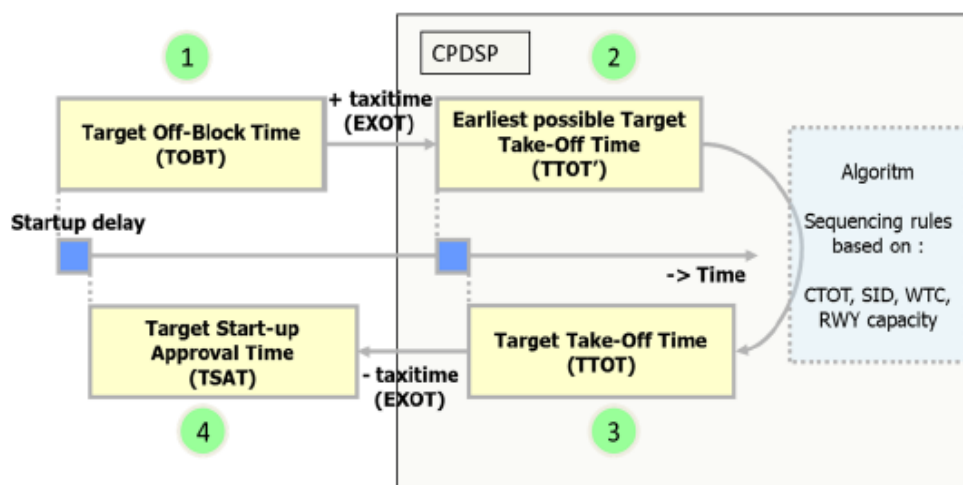 1
CPDSP
2
Target Off-Block Time
(TOBT)
+ taxitime
(EXOT)
Earliest possible Target
Take-Off Time
(TTOT')
Algoritm
Sequencing rules
based on :
CTOT, SID, WTC,
RWY capacity
Startup delay
-> Time
Target Start-up
Approval Time
(TSAT)
- taxitime
(EXOT)
Target Take-Off Time
(TTOT)
4
3